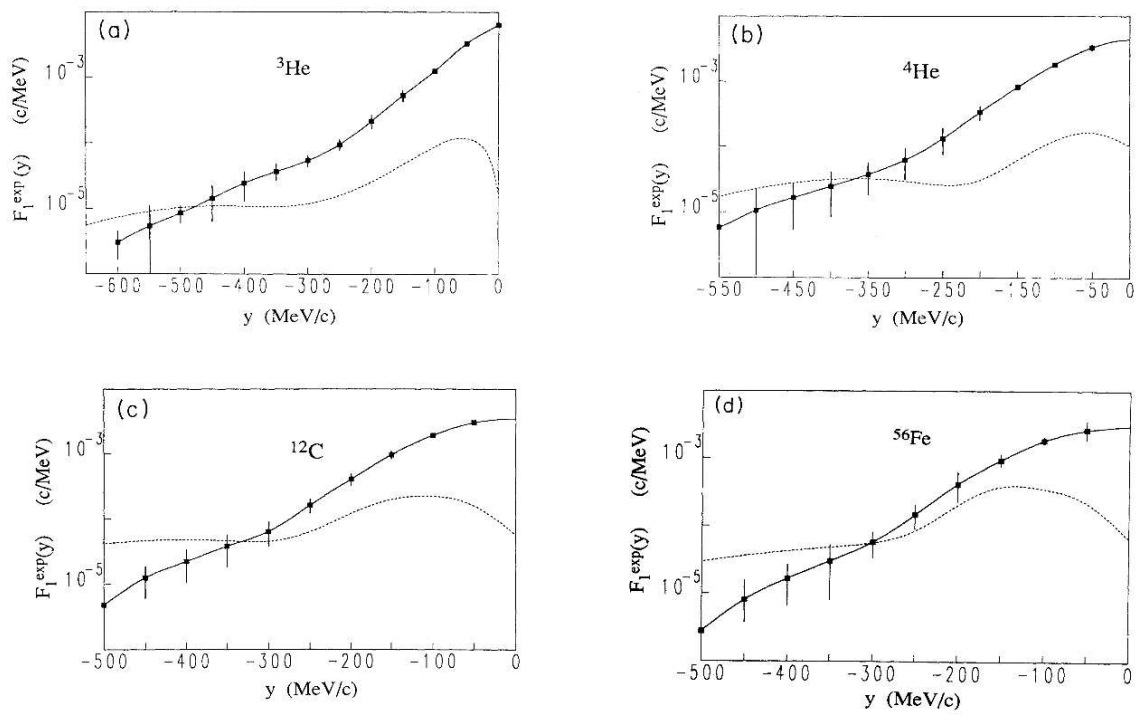 (a)
³He
10⁻³
10⁻⁵
F₁ᵉˣᵖ(y) (c/MeV)
-600 -500 -400 -300 -200 -100 0
y (MeV/c)
(b)
⁴He
10⁻³
10⁻⁵
F₁ᵉˣᵖ(y) (c/MeV)
-550 -450 -350 -250 -150 -50 0
y (MeV/c)
(c)
¹²C
10⁻³
10⁻⁵
F₁ᵉˣᵖ(y) (c/MeV)
-500 -400 -300 -200 -100 0
y (MeV/c)
(d)
⁵⁶Fe
10⁻³
10⁻⁵
F₁ᵉˣᵖ(y) (c/MeV)
-500 -400 -300 -200 -100 0
y (MeV/c)